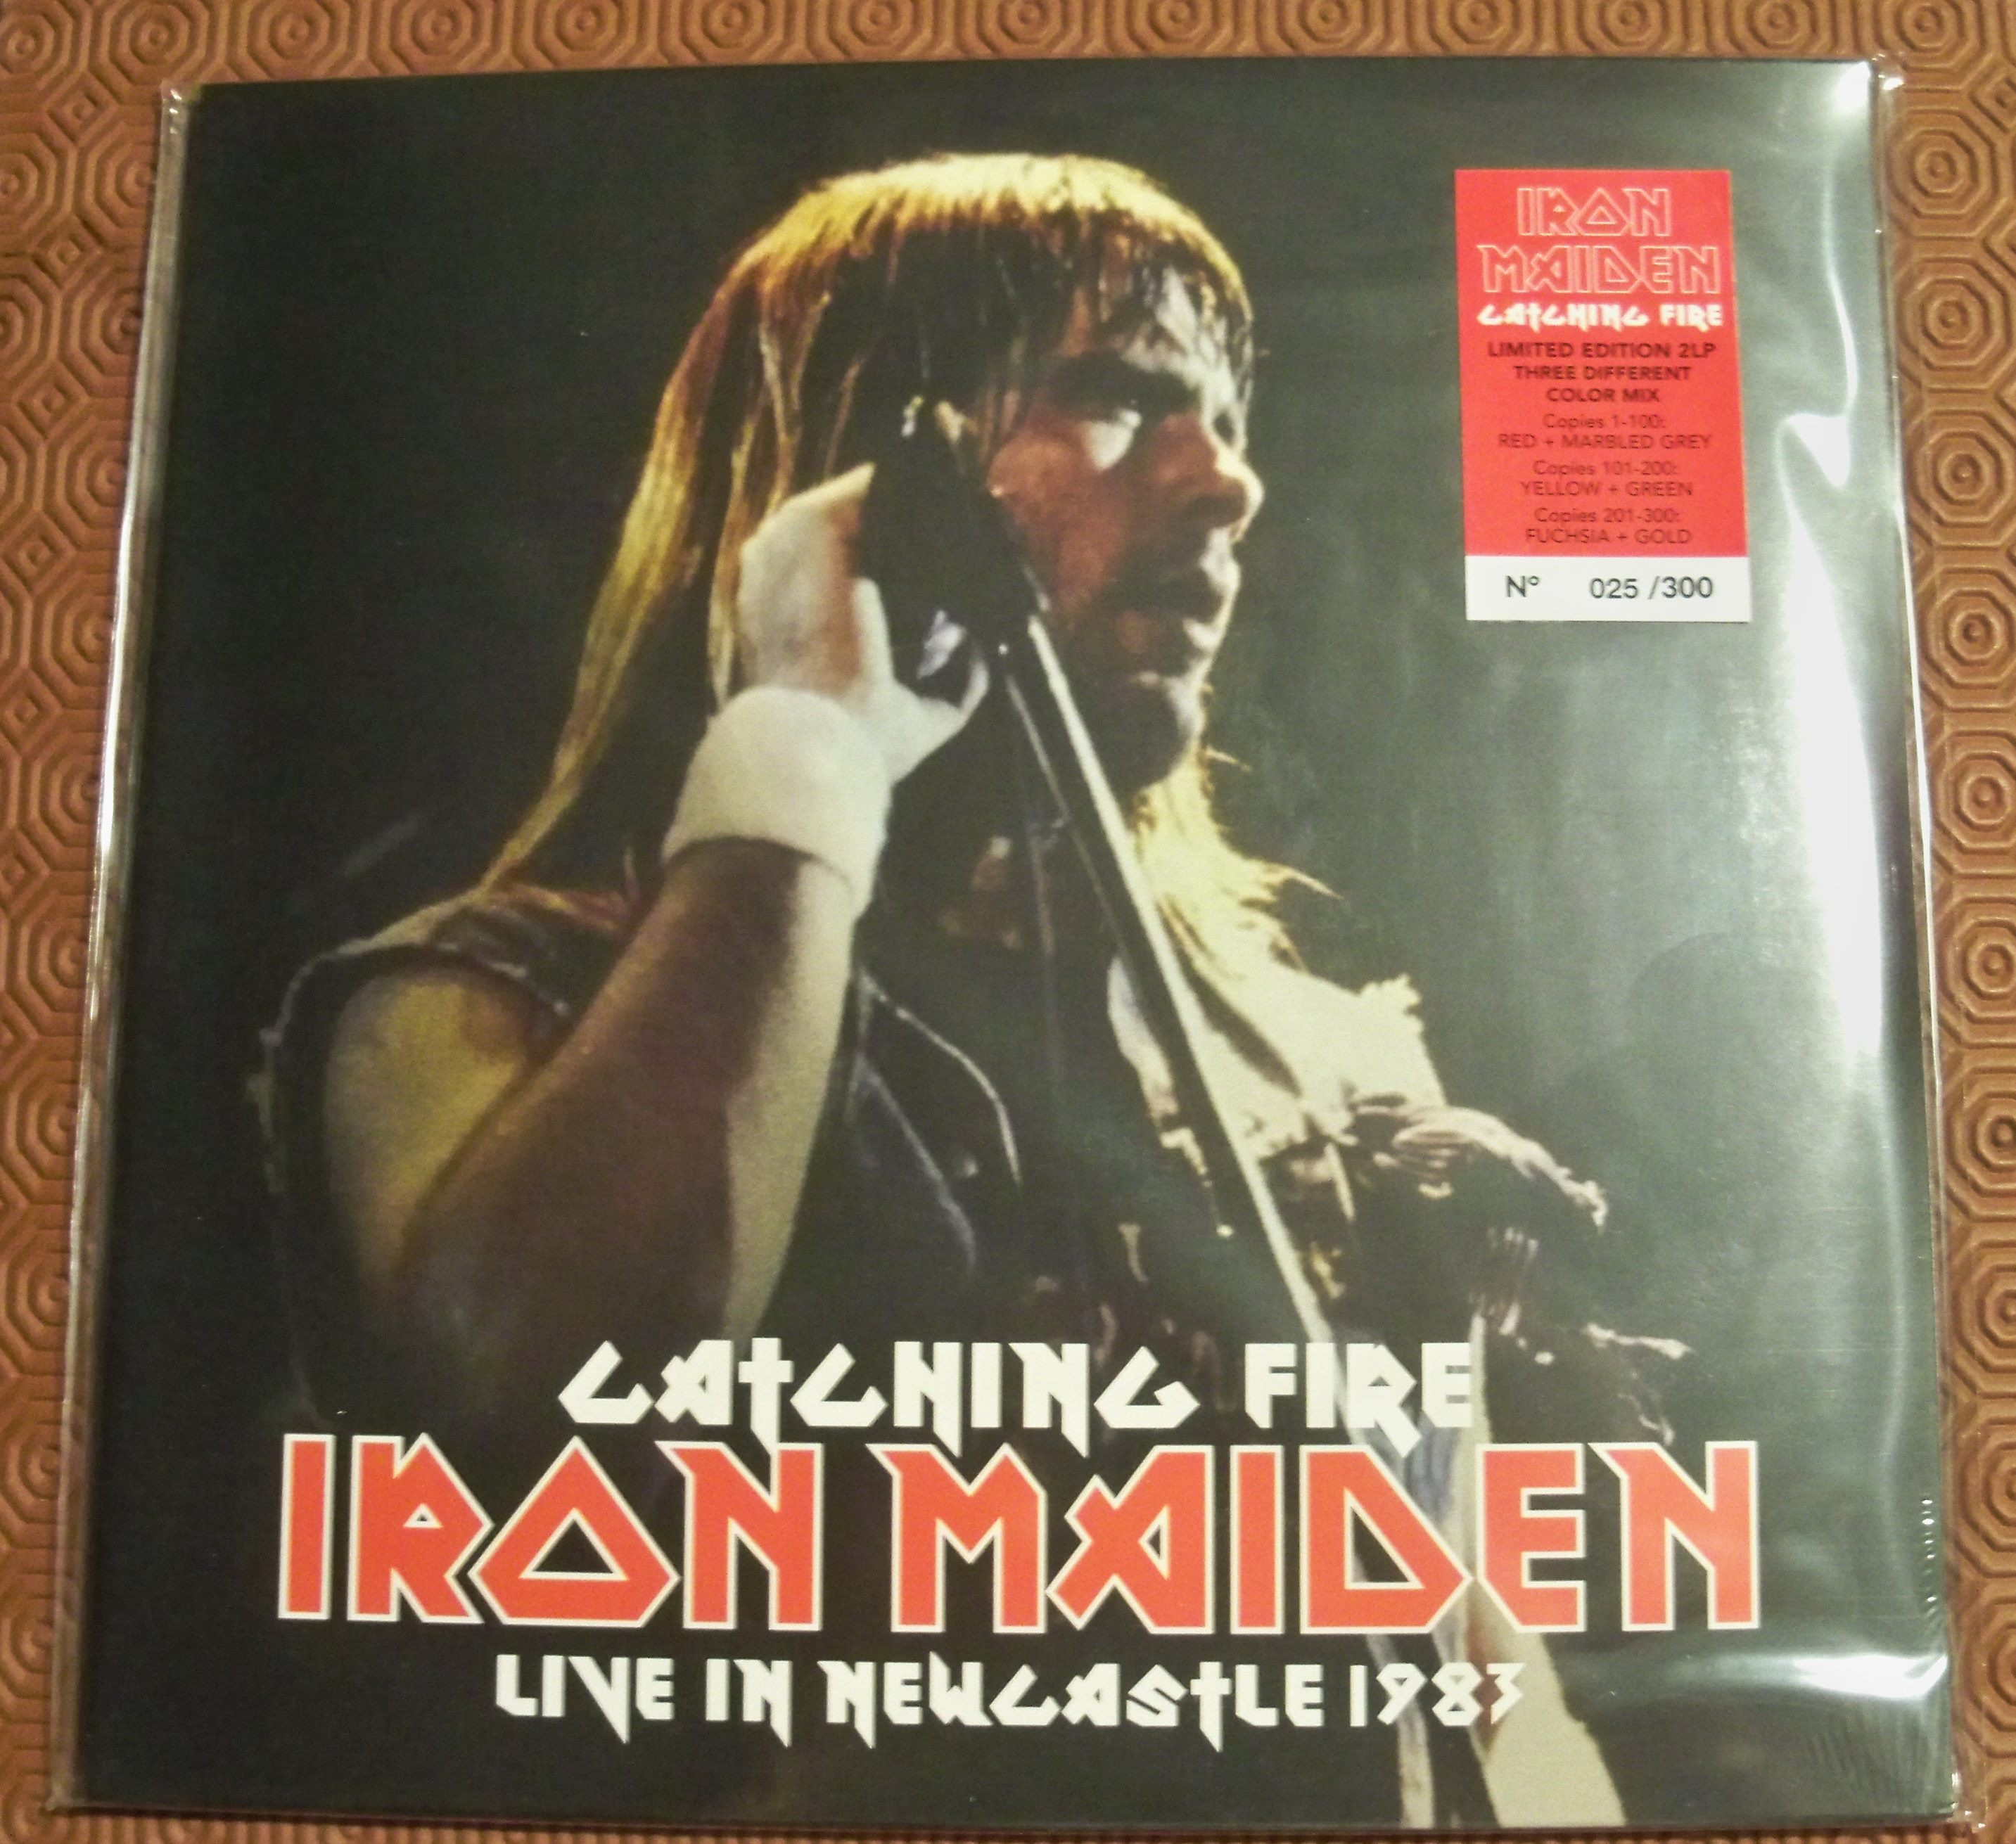 IRON
MAIDEN
CATCHING FIRE
LIMITED EDITION 2LP
THREE DIFFERENT
COLOR MIX
Copies 1-100:
RED + MARBLED GREY
Copies 101-200:
YELLOW + GREEN
Copies 201-300:
FUCHSIA + GOLD
N° 025 /300
CATCHING FIRE
IRON MAIDEN
LIVE IN NEWCASTLE 1983